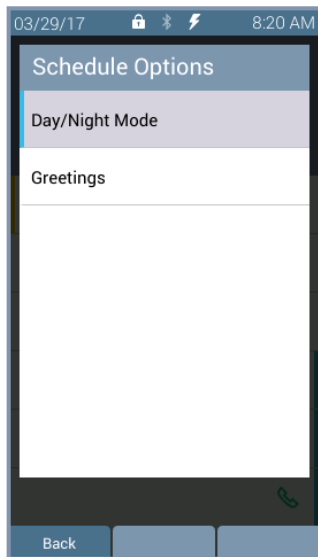 03/29/17 8:20 AM
Schedule Options
Day/Night Mode
Greetings
Back